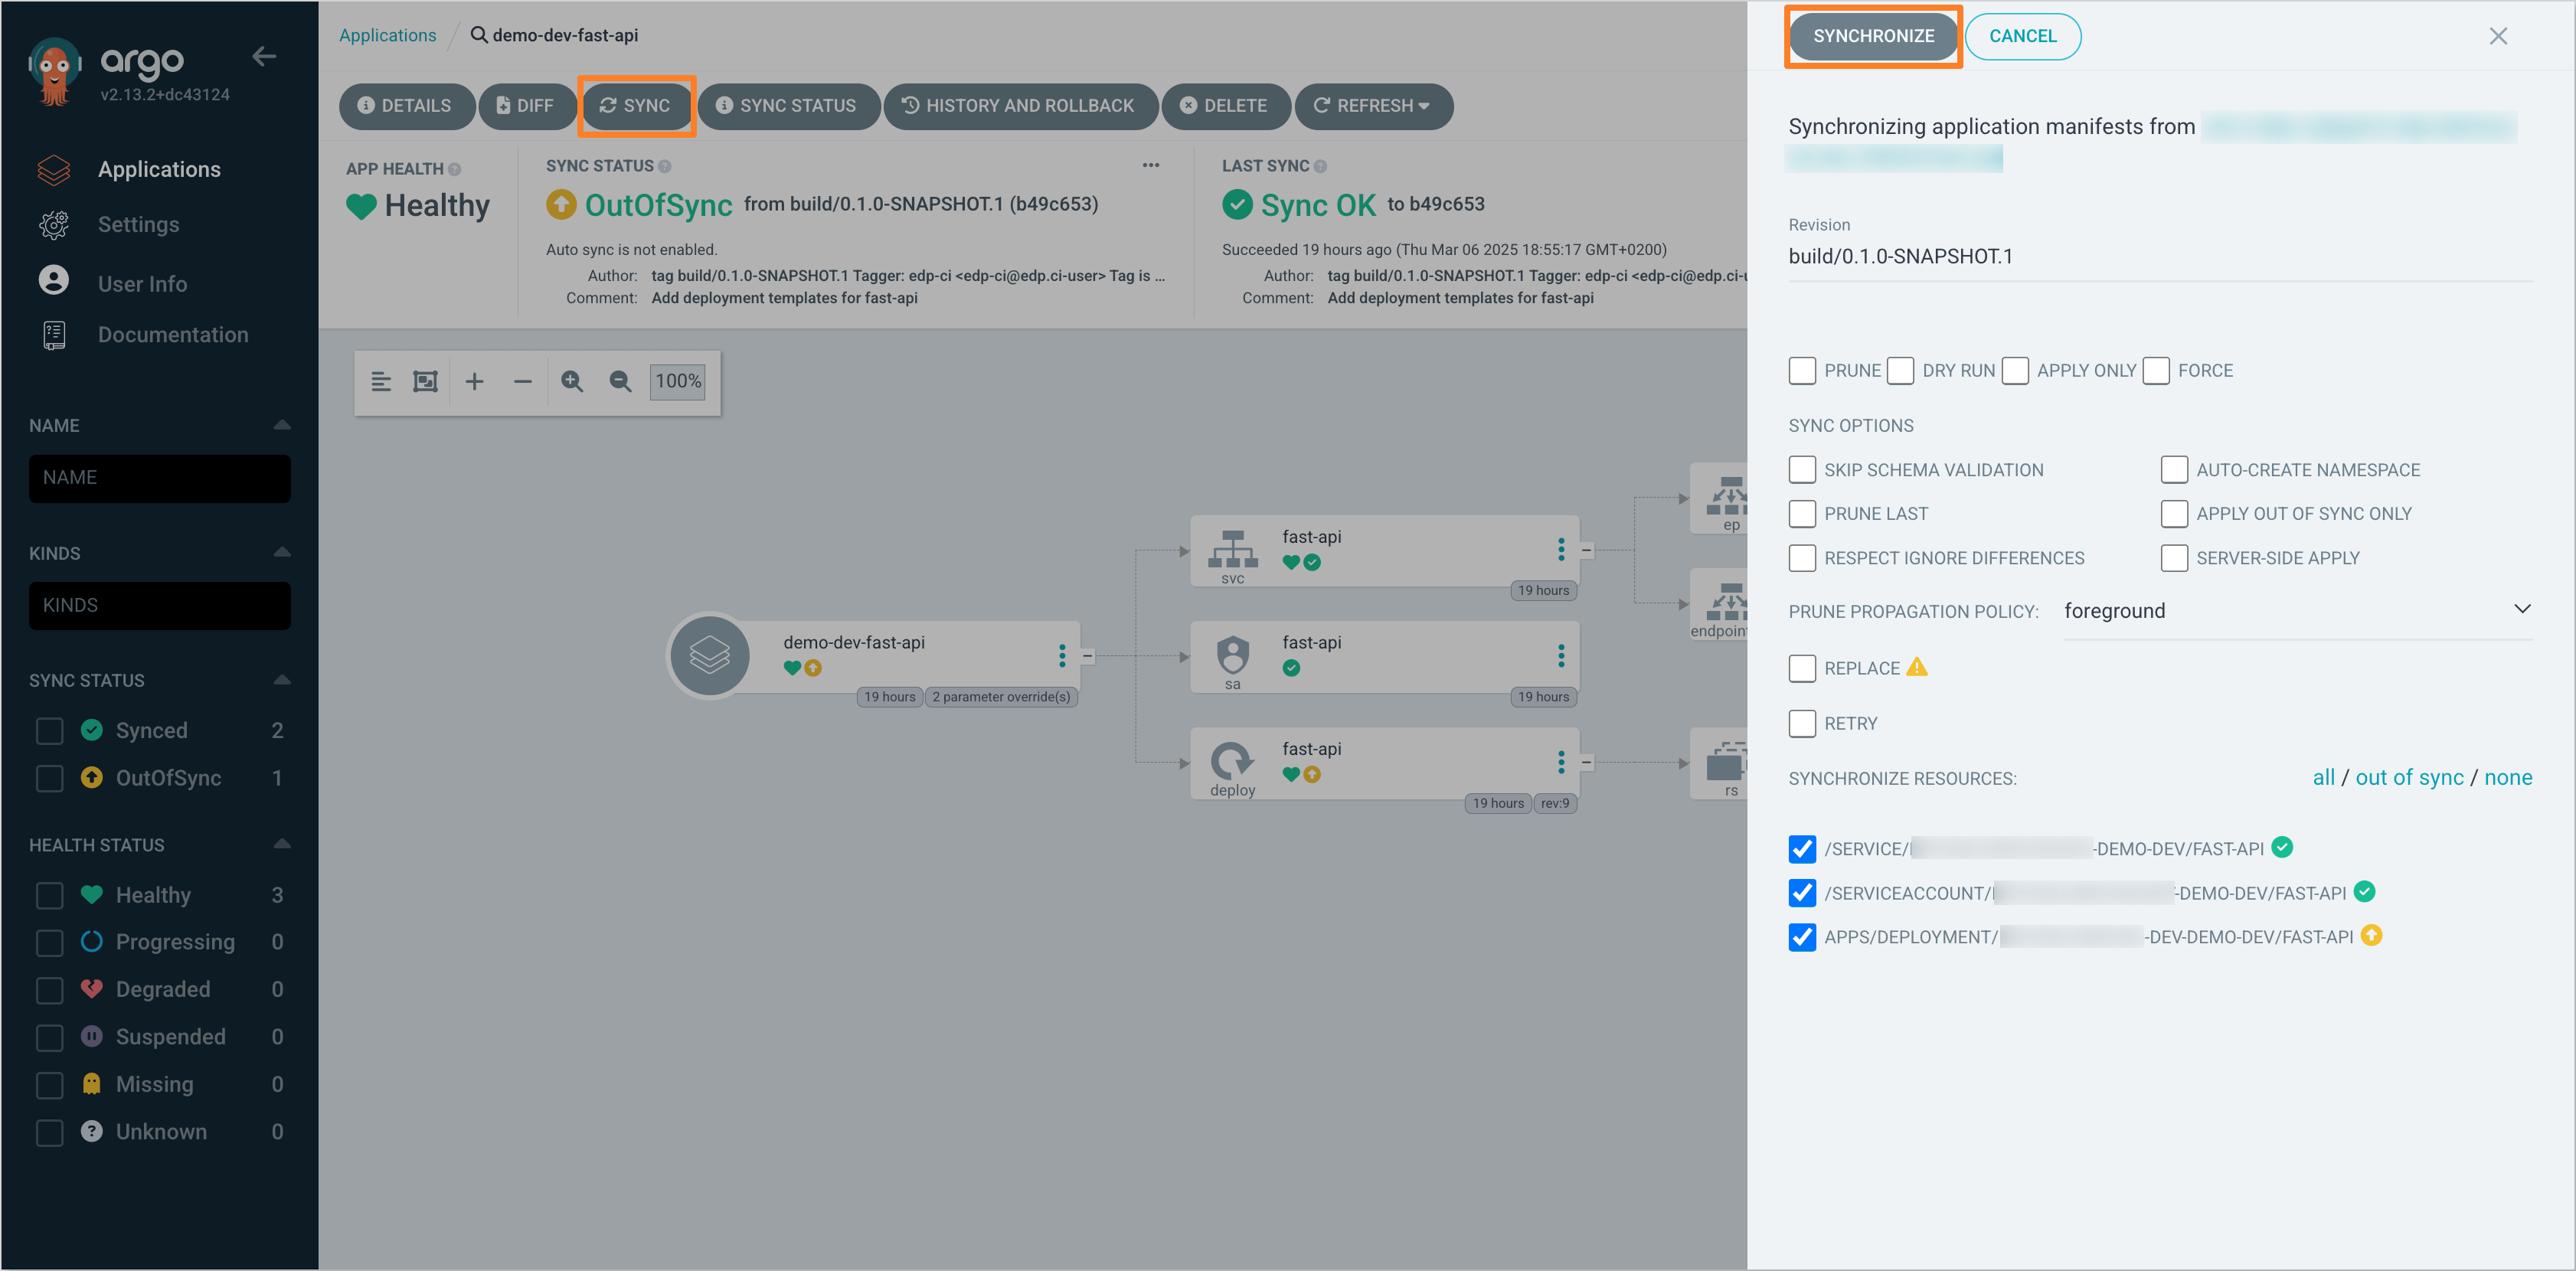 argo
v2.13.2+dc43124
Applications
Settings
User Info
Documentation
NAME
NAME
KINDS
KINDS
SYNC STATUS
Synced 2
OutOfSync 1
HEALTH STATUS
Healthy 3
Progressing 0
Degraded 0
Suspended 0
Missing 0
Unknown 0
Applications / demo-dev-fast-api
DETAILS DIFF SYNC SYNC STATUS HISTORY AND ROLLBACK DELETE REFRESH
APP HEALTH
Healthy
SYNC STATUS
OutOfSync from build/0.1.0-SNAPSHOT.1 (b49c653)
Auto sync is not enabled.
Author: tag build/0.1.0-SNAPSHOT.1 Tagger: edp-ci <edp-ci@edp.ci-user> Tag is ...
Comment: Add deployment templates for fast-api
LAST SYNC
Sync OK to b49c653
Succeeded 19 hours ago (Thu Mar 06 2025 18:55:17 GMT+0200)
Author: tag build/0.1.0-SNAPSHOT.1 Tagger: edp-ci <edp-ci@edp.ci-u
Comment: Add deployment templates for fast-api
100%
demo-dev-fast-api
19 hours 2 parameter override(s)
fast-api
svc
19 hours
fast-api
sa
19 hours
fast-api
deploy
19 hours rev:9
ep
endpoint
rs
SYNCHRONIZE CANCEL
Synchronizing application manifests from
Revision
build/0.1.0-SNAPSHOT.1
PRUNE DRY RUN APPLY ONLY FORCE
SYNC OPTIONS
SKIP SCHEMA VALIDATION AUTO-CREATE NAMESPACE
PRUNE LAST APPLY OUT OF SYNC ONLY
RESPECT IGNORE DIFFERENCES SERVER-SIDE APPLY
PRUNE PROPAGATION POLICY: foreground
REPLACE
RETRY
SYNCHRONIZE RESOURCES: all / out of sync / none
/SERVICE/ -DEMO-DEV/FAST-API
/SERVICEACCOUNT/ -DEMO-DEV/FAST-API
APPS/DEPLOYMENT/ -DEV-DEMO-DEV/FAST-API